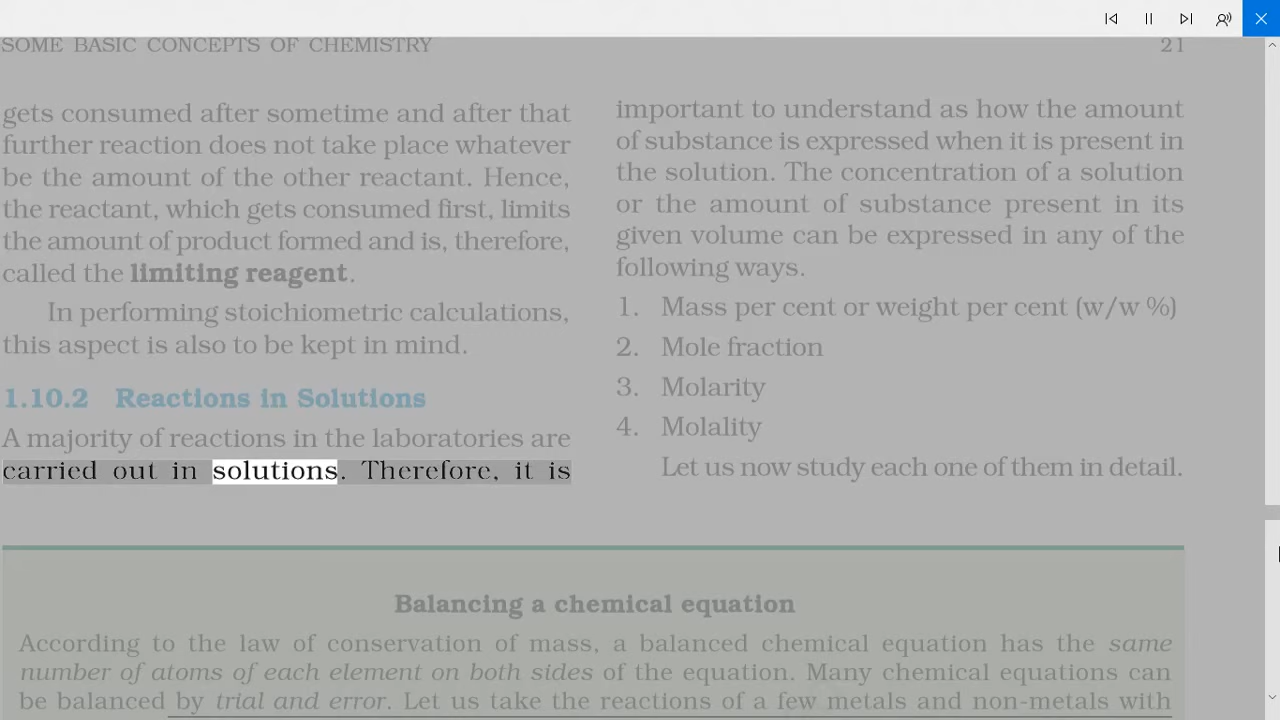 SOME BASIC CONCEPTS OF CHEMISTRY 21
gets consumed after sometime and after that
further reaction does not take place whatever
be the amount of the other reactant. Hence,
the reactant, which gets consumed first, limits
the amount of product formed and is, therefore,
called the limiting reagent.
In performing stoichiometric calculations,
this aspect is also to be kept in mind.
1.10.2 Reactions in Solutions
A majority of reactions in the laboratories are
carried out in solutions. Therefore, it is
important to understand as how the amount
of substance is expressed when it is present in
the solution. The concentration of a solution
or the amount of substance present in its
given volume can be expressed in any of the
following ways.
1. Mass per cent or weight per cent (w/w %)
2. Mole fraction
3. Molarity
4. Molality
Let us now study each one of them in detail.
Balancing a chemical equation
According to the law of conservation of mass, a balanced chemical equation has the same
number of atoms of each element on both sides of the equation. Many chemical equations can
be balanced by trial and error. Let us take the reactions of a few metals and non-metals with